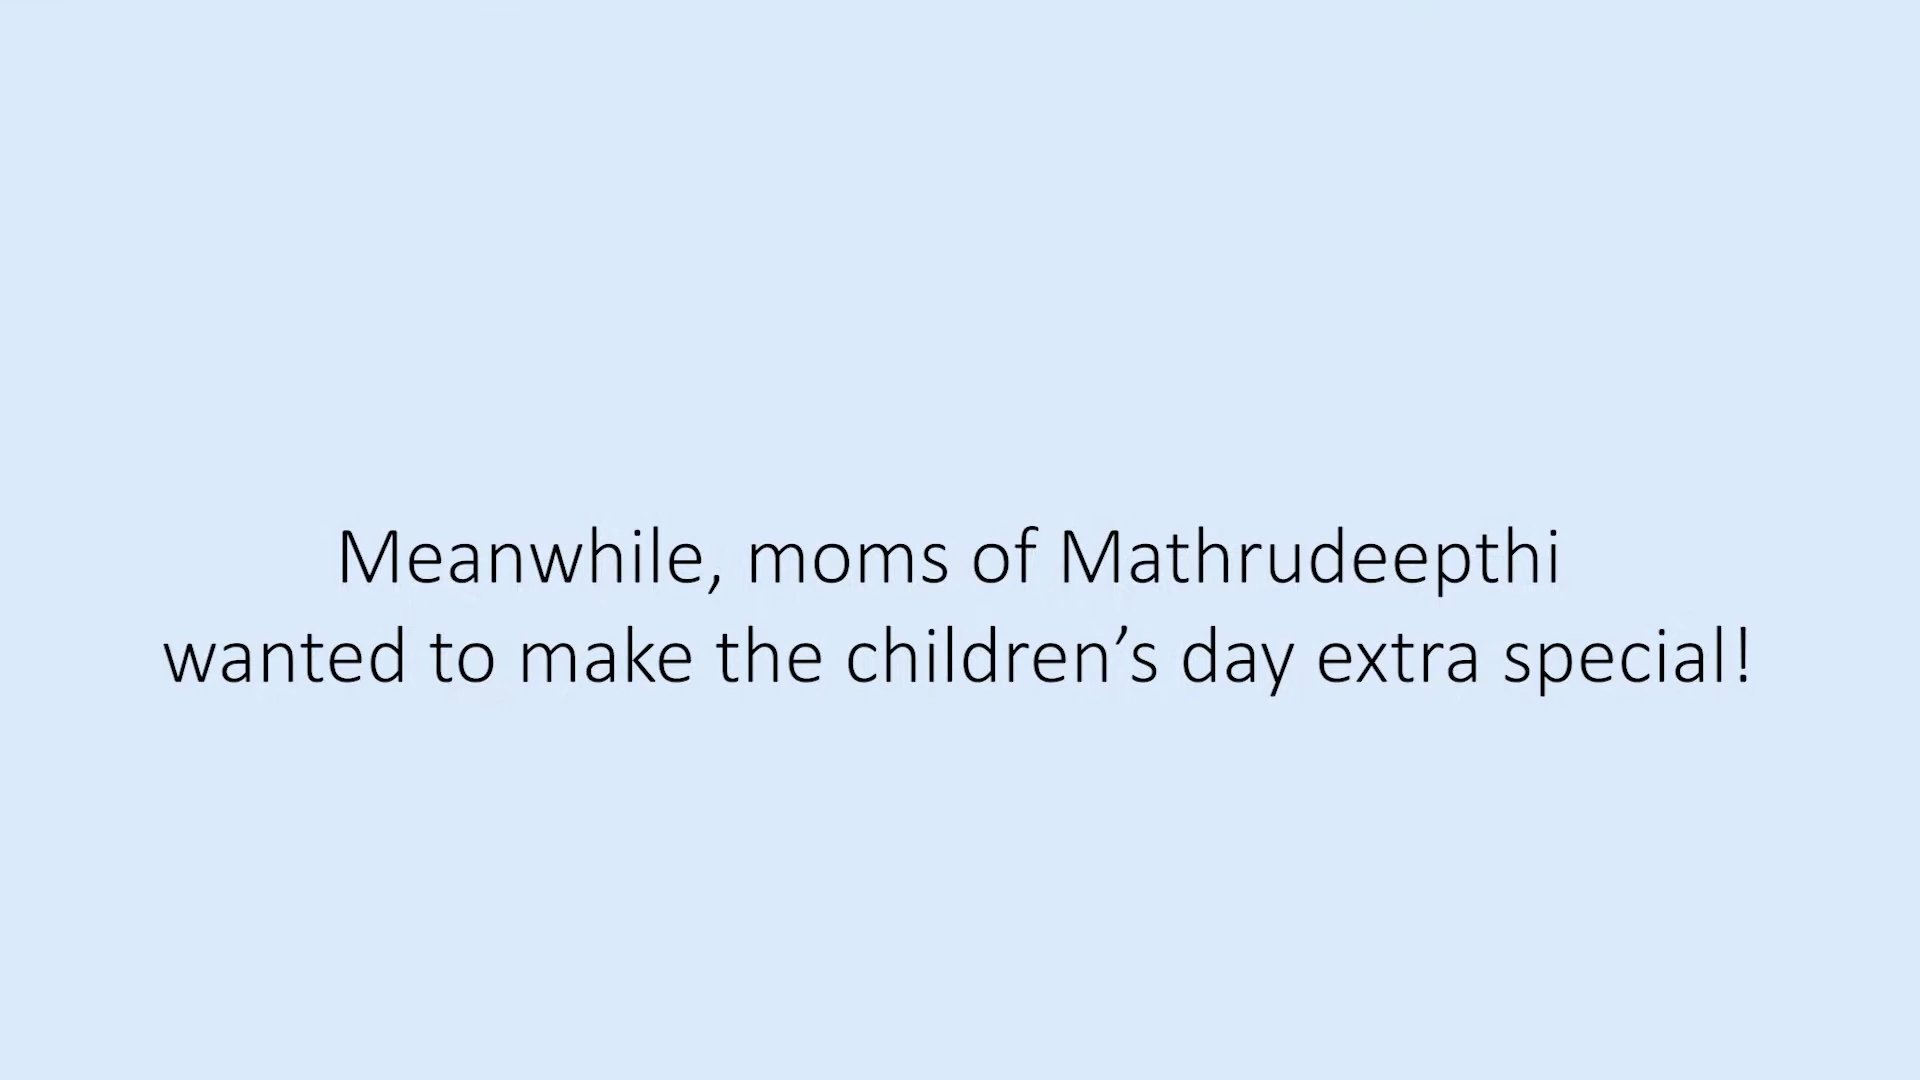 Meanwhile, moms of Mathrudeepthi
wanted to make the children’s day extra special!